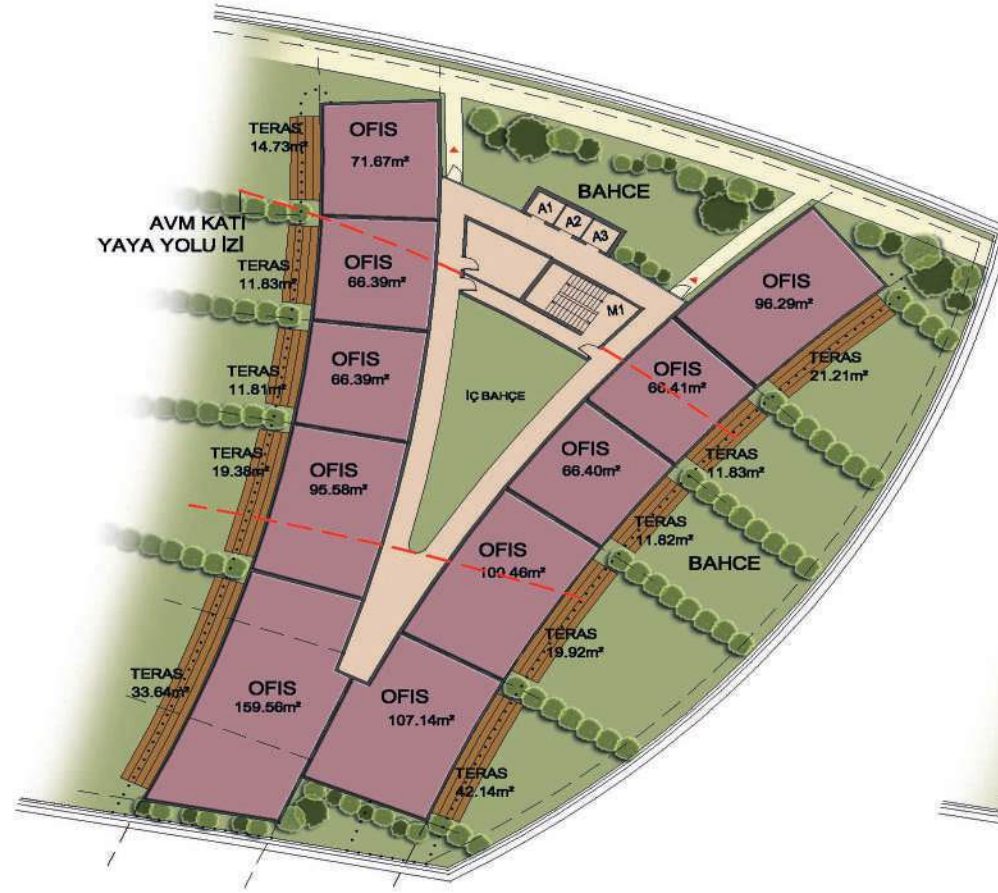 OFIS
71.67m²
TERAS
14.73m²
BAHCE
A1
A2
A3
AVM KATI
YAYA YOLU İZİ
OFIS
66.39m²
TERAS
11.83m²
M1
OFIS
96.29m²
TERAS
21.21m²
OFIS
66.39m²
TERAS
11.81m²
İÇ BAHÇE
OFIS
66.41m²
TERAS
11.83m²
OFIS
95.58m²
TERAS
19.38m²
OFIS
66.40m²
TERAS
11.82m²
BAHCE
OFIS
100.46m²
TERAS
19.92m²
OFIS
159.56m²
TERAS
33.64m²
OFIS
107.14m²
TERAS
42.14m²